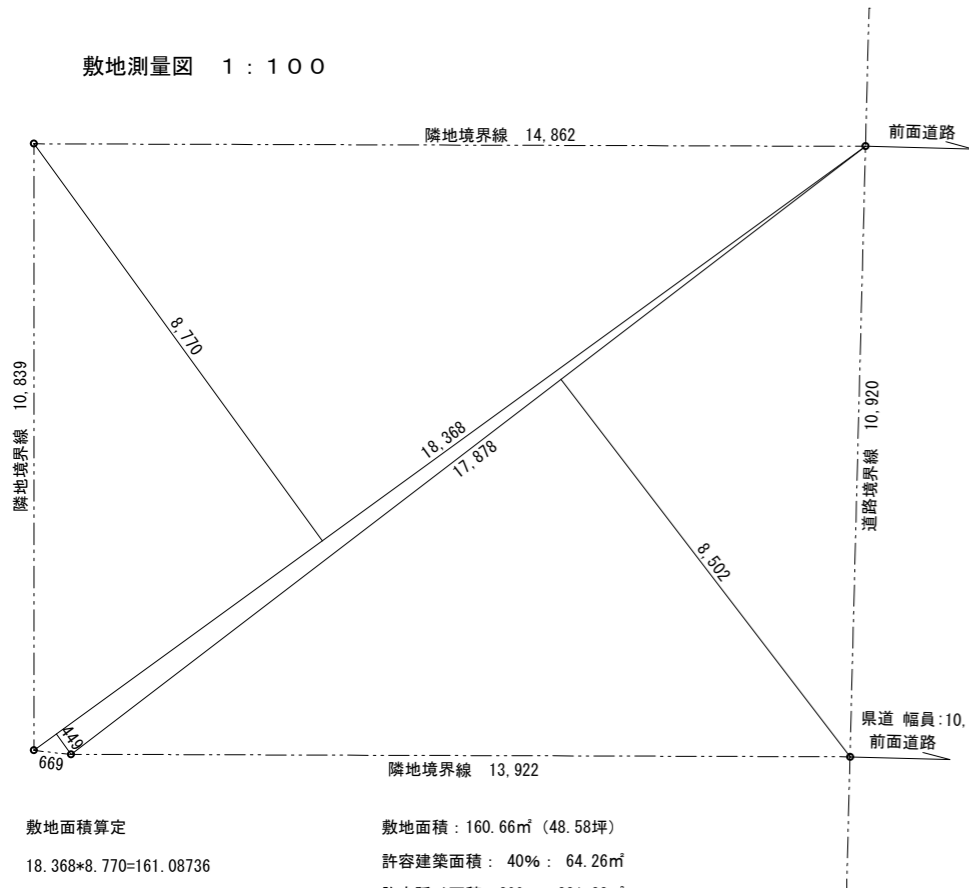 敷地測量図 1:100
隣地境界線 14,862
前面道路
8,770
隣地境界線 10,839
18,368
17,878
道路境界線 10,920
8,502
449
669
県道 幅員:10,
前面道路
隣地境界線 13,922
敷地面積算定
敷地面積:160.66㎡ (48.58坪)
18.368*8.770=161.08736
許容建築面積: 40% : 64.26㎡